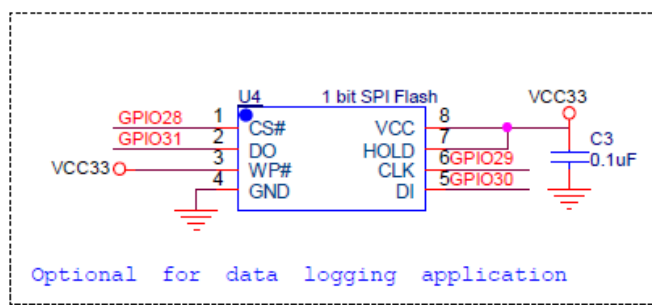 U4 1 bit SPI Flash VCC33
GPIO28 1 CS# VCC 8
GPIO31 2 DO HOLD 7 C3
VCC33 3 WP# CLK 6 GPIO29 0.1uF
4 GND DI 5 GPIO30
Optional for data logging application